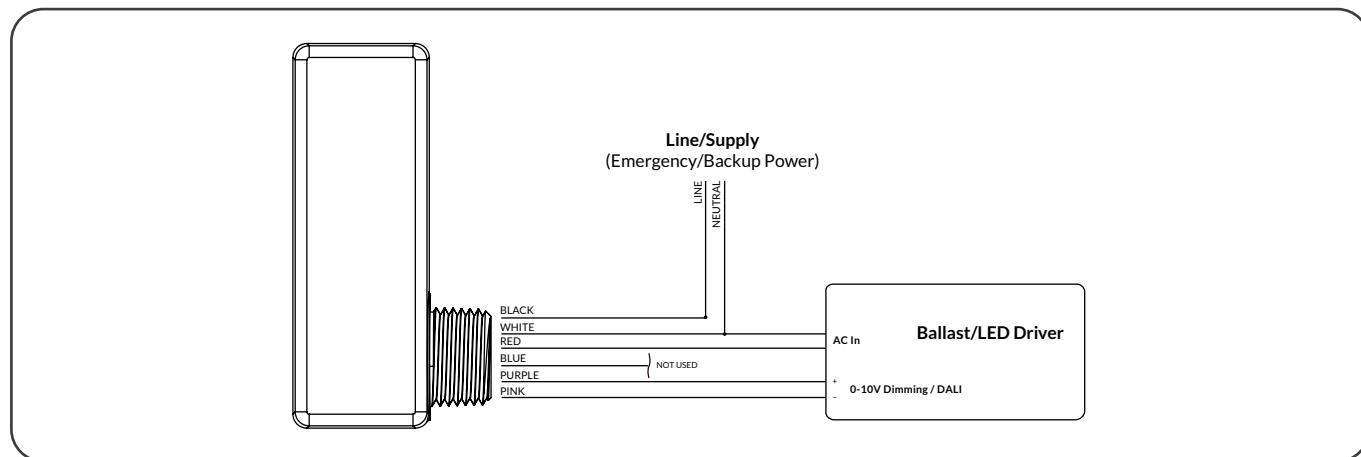 Line/Supply
(Emergency/Backup Power)
LINE
NEUTRAL
BLACK
WHITE
RED
BLUE
PURPLE
PINK
NOT USED
AC In
Ballast/LED Driver
+
0-10V Dimming / DALI
–